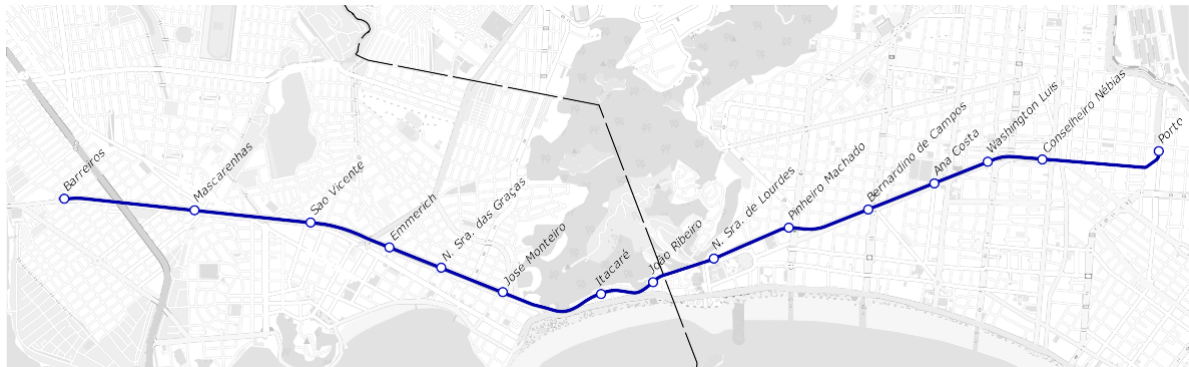 Barreiros
Mascarenhas
Sao Vicente
Emmerich
N. Sra. das Graças
Jose Monteiro
Itacaré
João Ribeiro
N. Sra. de Lourdes
Pinheiro Machado
Bernardino de Campos
Ana Costa
Washington Luis
Conselheiro Nébias
Porto